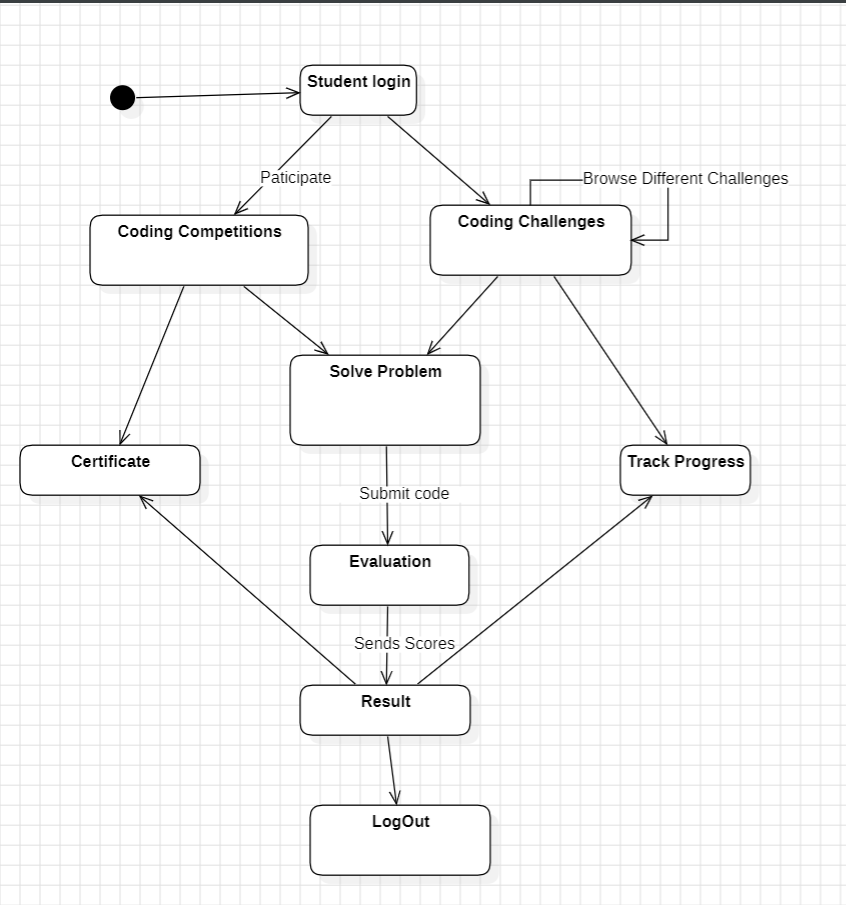 Student login
Paticipate
Browse Different Challenges
Coding Competitions
Coding Challenges
Solve Problem
Certificate
Track Progress
Submit code
Evaluation
Sends Scores
Result
LogOut